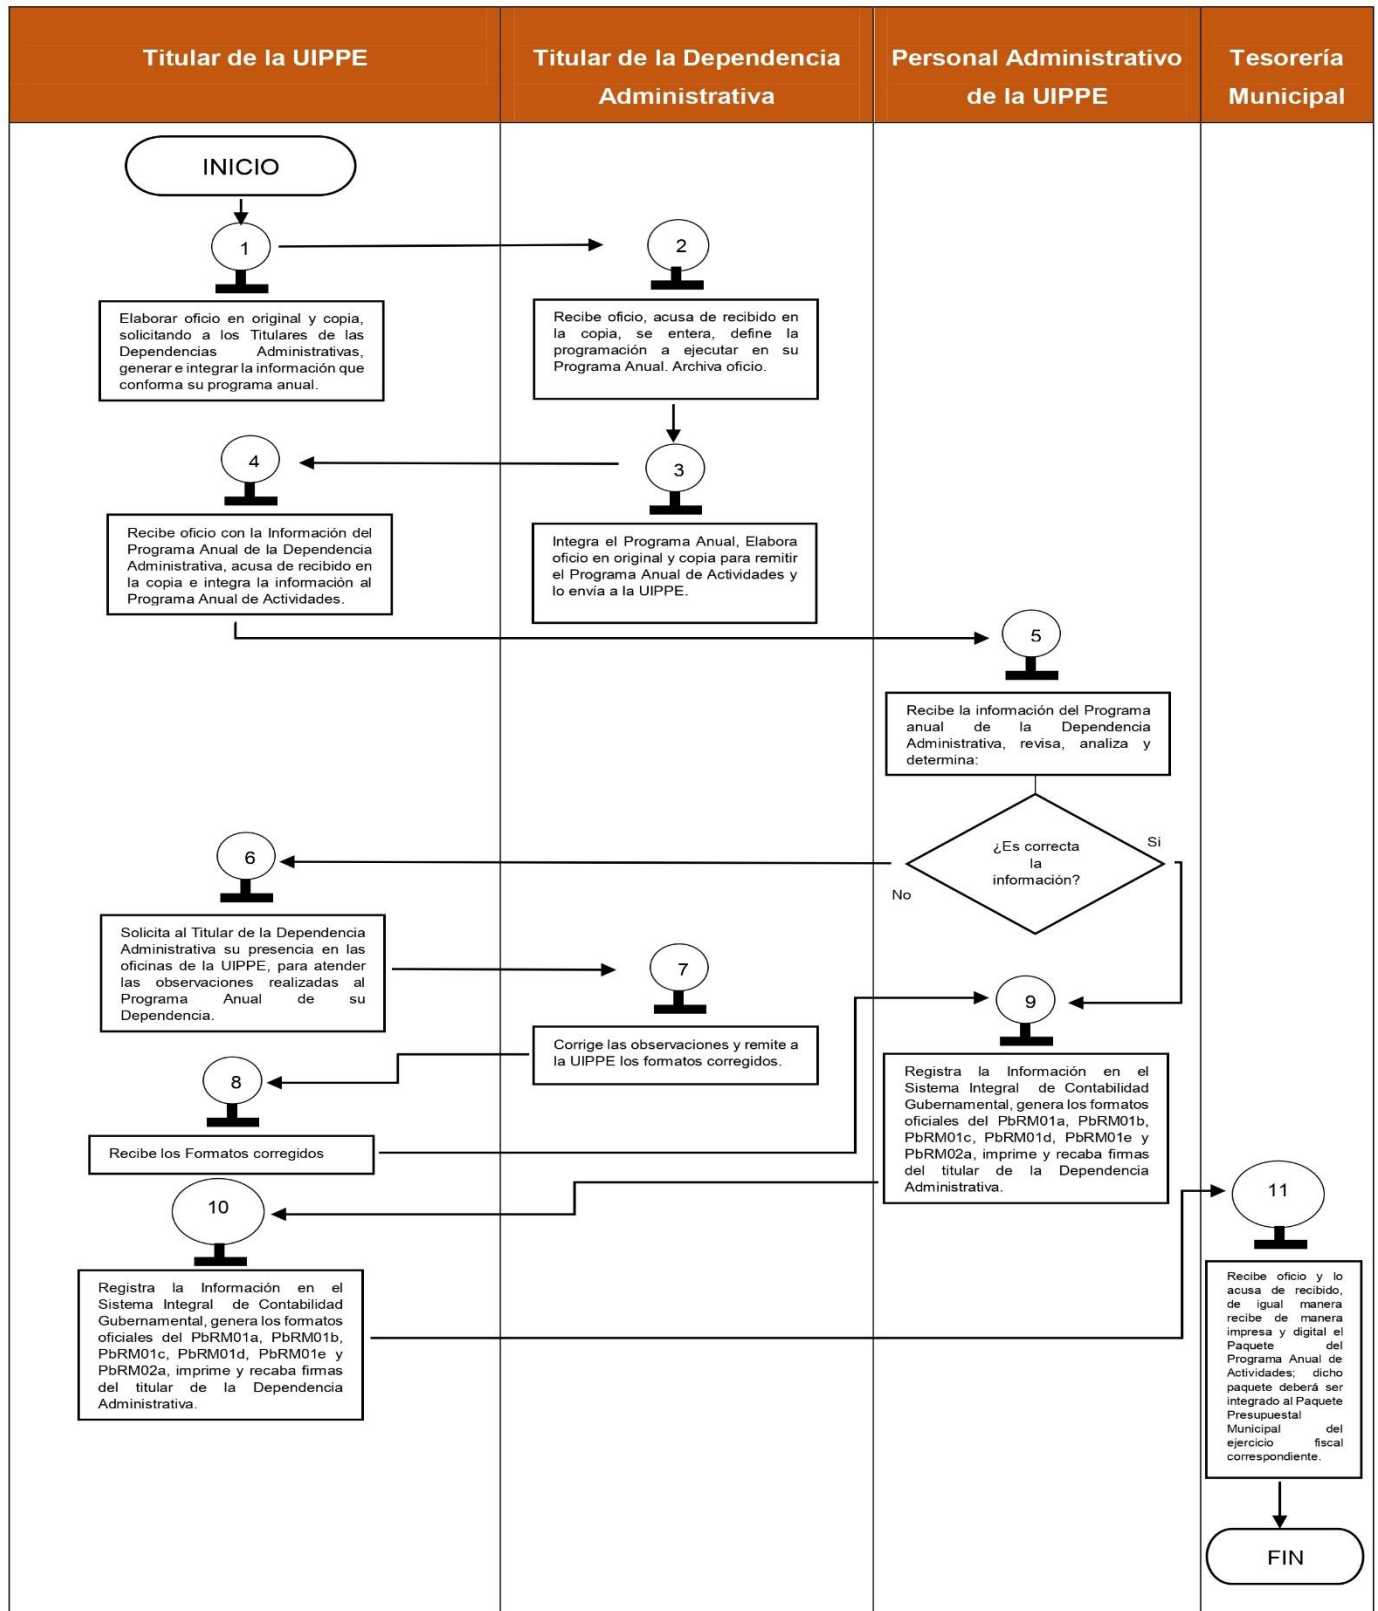 Titular de la UIPPE
Titular de la Dependencia
Administrativa
Personal Administrativo
de la UIPPE
Tesorería
Municipal
INICIO
1
Elaborar oficio en original y copia,
solicitando a los Titulares de las
Dependencias Administrativas,
generar e integrar la información que
conforma su programa anual.
2
Recibe oficio, acusa de recibido en
la copia, se entera, define la
programación a ejecutar en su
Programa Anual. Archiva oficio.
3
Integra el Programa Anual, Elabora
oficio en original y copia para remitir
el Programa Anual de Actividades y
lo envía a la UIPPE.
4
Recibe oficio con la Información del
Programa Anual de la Dependencia
Administrativa, acusa de recibido en
la copia e integra la información al
Programa Anual de Actividades.
5
Recibe la información del Programa
anual de la Dependencia
Administrativa, revisa, analiza y
determina:
¿Es correcta
la
información?
Si
No
6
Solicita al Titular de la Dependencia
Administrativa su presencia en las
oficinas de la UIPPE, para atender
las observaciones realizadas al
Programa Anual de su
Dependencia.
7
Corrige las observaciones y remite a
la UIPPE los formatos corregidos.
8
Recibe los Formatos corregidos
9
Registra la Información en el
Sistema Integral de Contabilidad
Gubernamental, genera los formatos
oficiales del PbRM01a, PbRM01b,
PbRM01c, PbRM01d, PbRM01e y
PbRM02a, imprime y recaba firmas
del titular de la Dependencia
Administrativa.
10
Registra la Información en el
Sistema Integral de Contabilidad
Gubernamental, genera los formatos
oficiales del PbRM01a, PbRM01b,
PbRM01c, PbRM01d, PbRM01e y
PbRM02a, imprime y recaba firmas
del titular de la Dependencia
Administrativa.
11
Recibe oficio y lo
acusa de recibido,
de igual manera
recibe de manera
impresa y digital el
Paquete del
Programa Anual de
Actividades; dicho
paquete deberá ser
integrado al Paquete
Presupuestal
Municipal del
ejercicio fiscal
correspondiente.
FIN